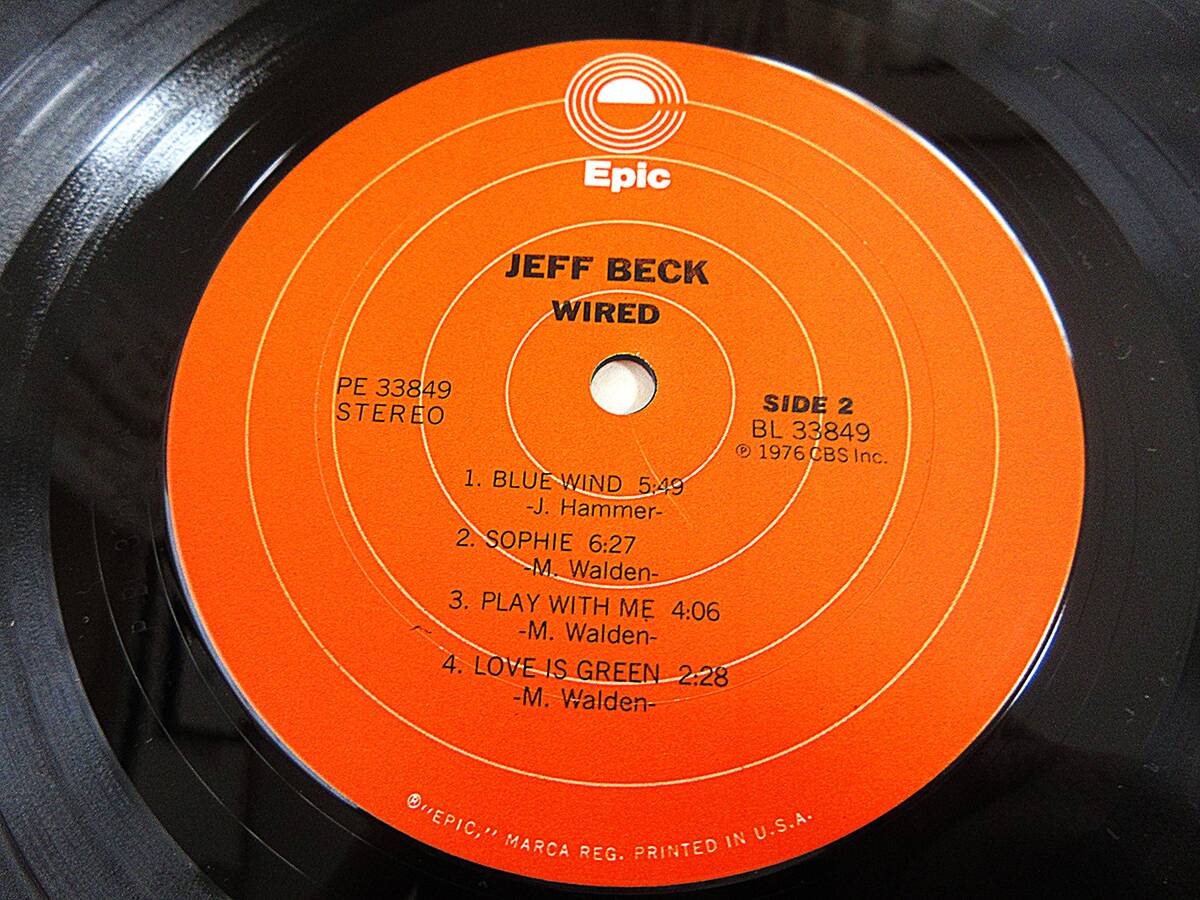 Epic
JEFF BECK
WIRED
PE 33849
STEREO
SIDE 2
BL 33849
℗ 1976 CBS Inc.
1. BLUE WIND 5:49
-J. Hammer-
2. SOPHIE 6:27
-M. Walden-
3. PLAY WITH ME 4:06
-M. Walden-
4. LOVE IS GREEN 2:28
-M. Walden-
®"EPIC," MARCA REG. PRINTED IN U.S.A.